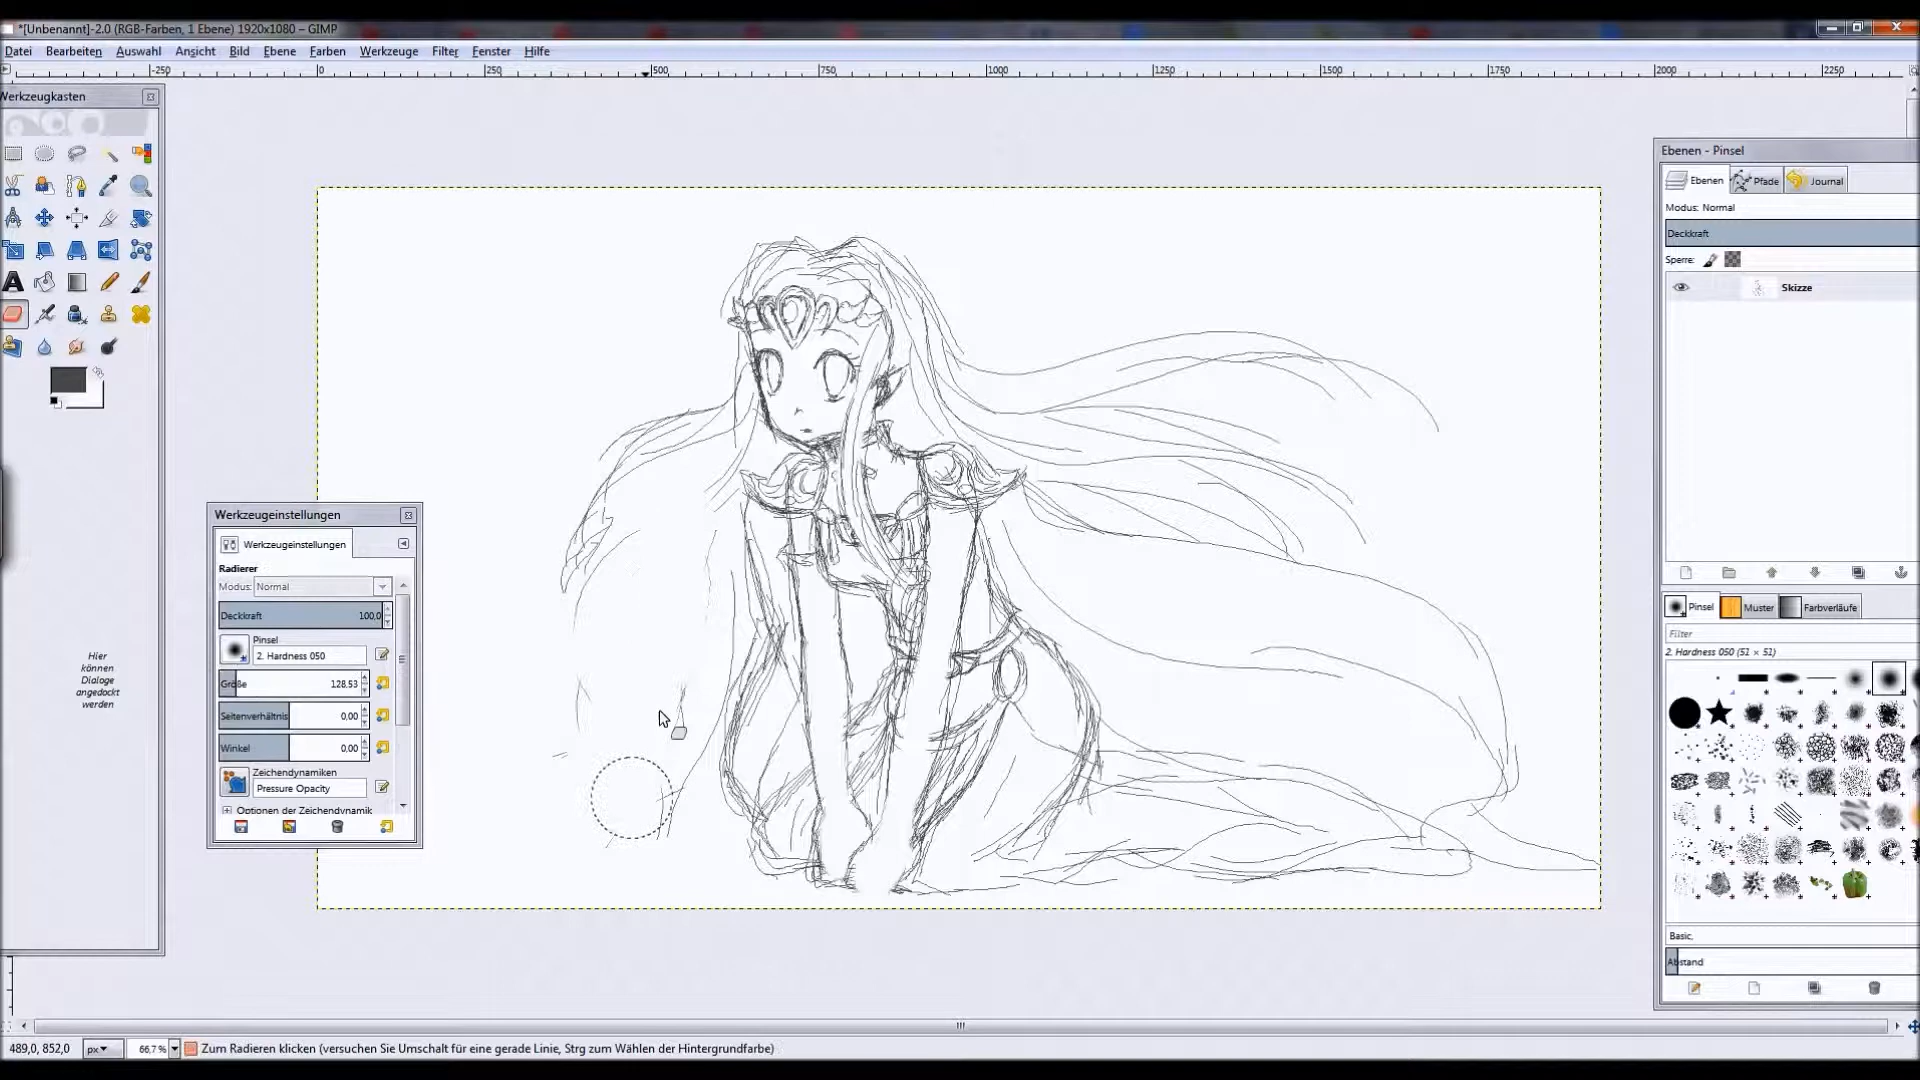 *[Unbenannt]-2.0 (RGB-Farben, 1 Ebene) 1920x1080 – GIMP
Datei Bearbeiten Auswahl Ansicht Bild Ebene Farben Werkzeuge Filter Fenster Hilfe
-250 0 250 500 750 1000 1250 1500 1750 2000 2250
Werkzeugkasten
Hier
können
Dialoge
angedockt
werden
Werkzeugeinstellungen
Werkzeugeinstellungen
Radierer
Modus: Normal
Deckkraft 100,0
Pinsel
2. Hardness 050
Größe 128,53
Seitenverhältnis 0,00
Winkel 0,00
Zeichendynamiken
Pressure Opacity
Optionen der Zeichendynamik
Ebenen - Pinsel
Ebenen Pfade Journal
Modus: Normal
Deckkraft
Sperre:
Skizze
Pinsel Muster Farbverläufe
Filter
2. Hardness 050 (51 × 51)
Basic,
Abstand
489,0, 852,0 px 66,7 % Zum Radieren klicken (versuchen Sie Umschalt für eine gerade Linie, Strg zum Wählen der Hintergrundfarbe)